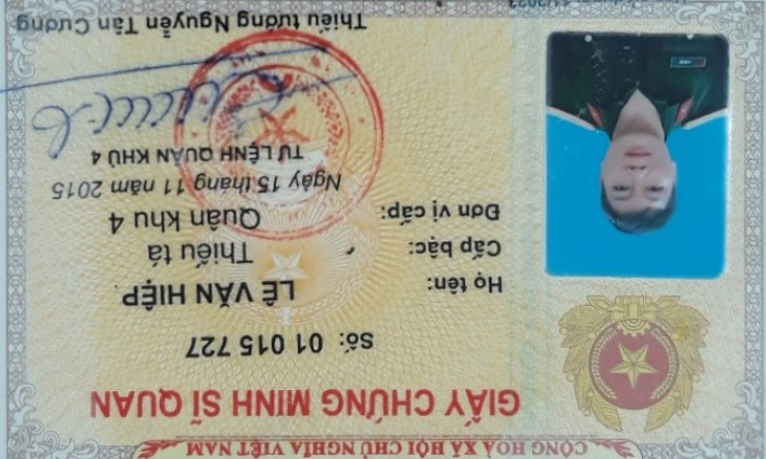 CỘNG HOÀ XÃ HỘI CHỦ NGHĨA VIỆT NAM
GIẤY CHỨNG MINH SĨ QUAN
Số: 01 015 727
Họ tên: LÊ VĂN HIỆP.
Cấp bậc: Thiếu tá
Đơn vị cấp: Quân khu 4
Ngày 15 tháng 11 năm 2015
TƯ LỆNH QUÂN KHU 4
Thiếu tướng Nguyễn Tân Cương